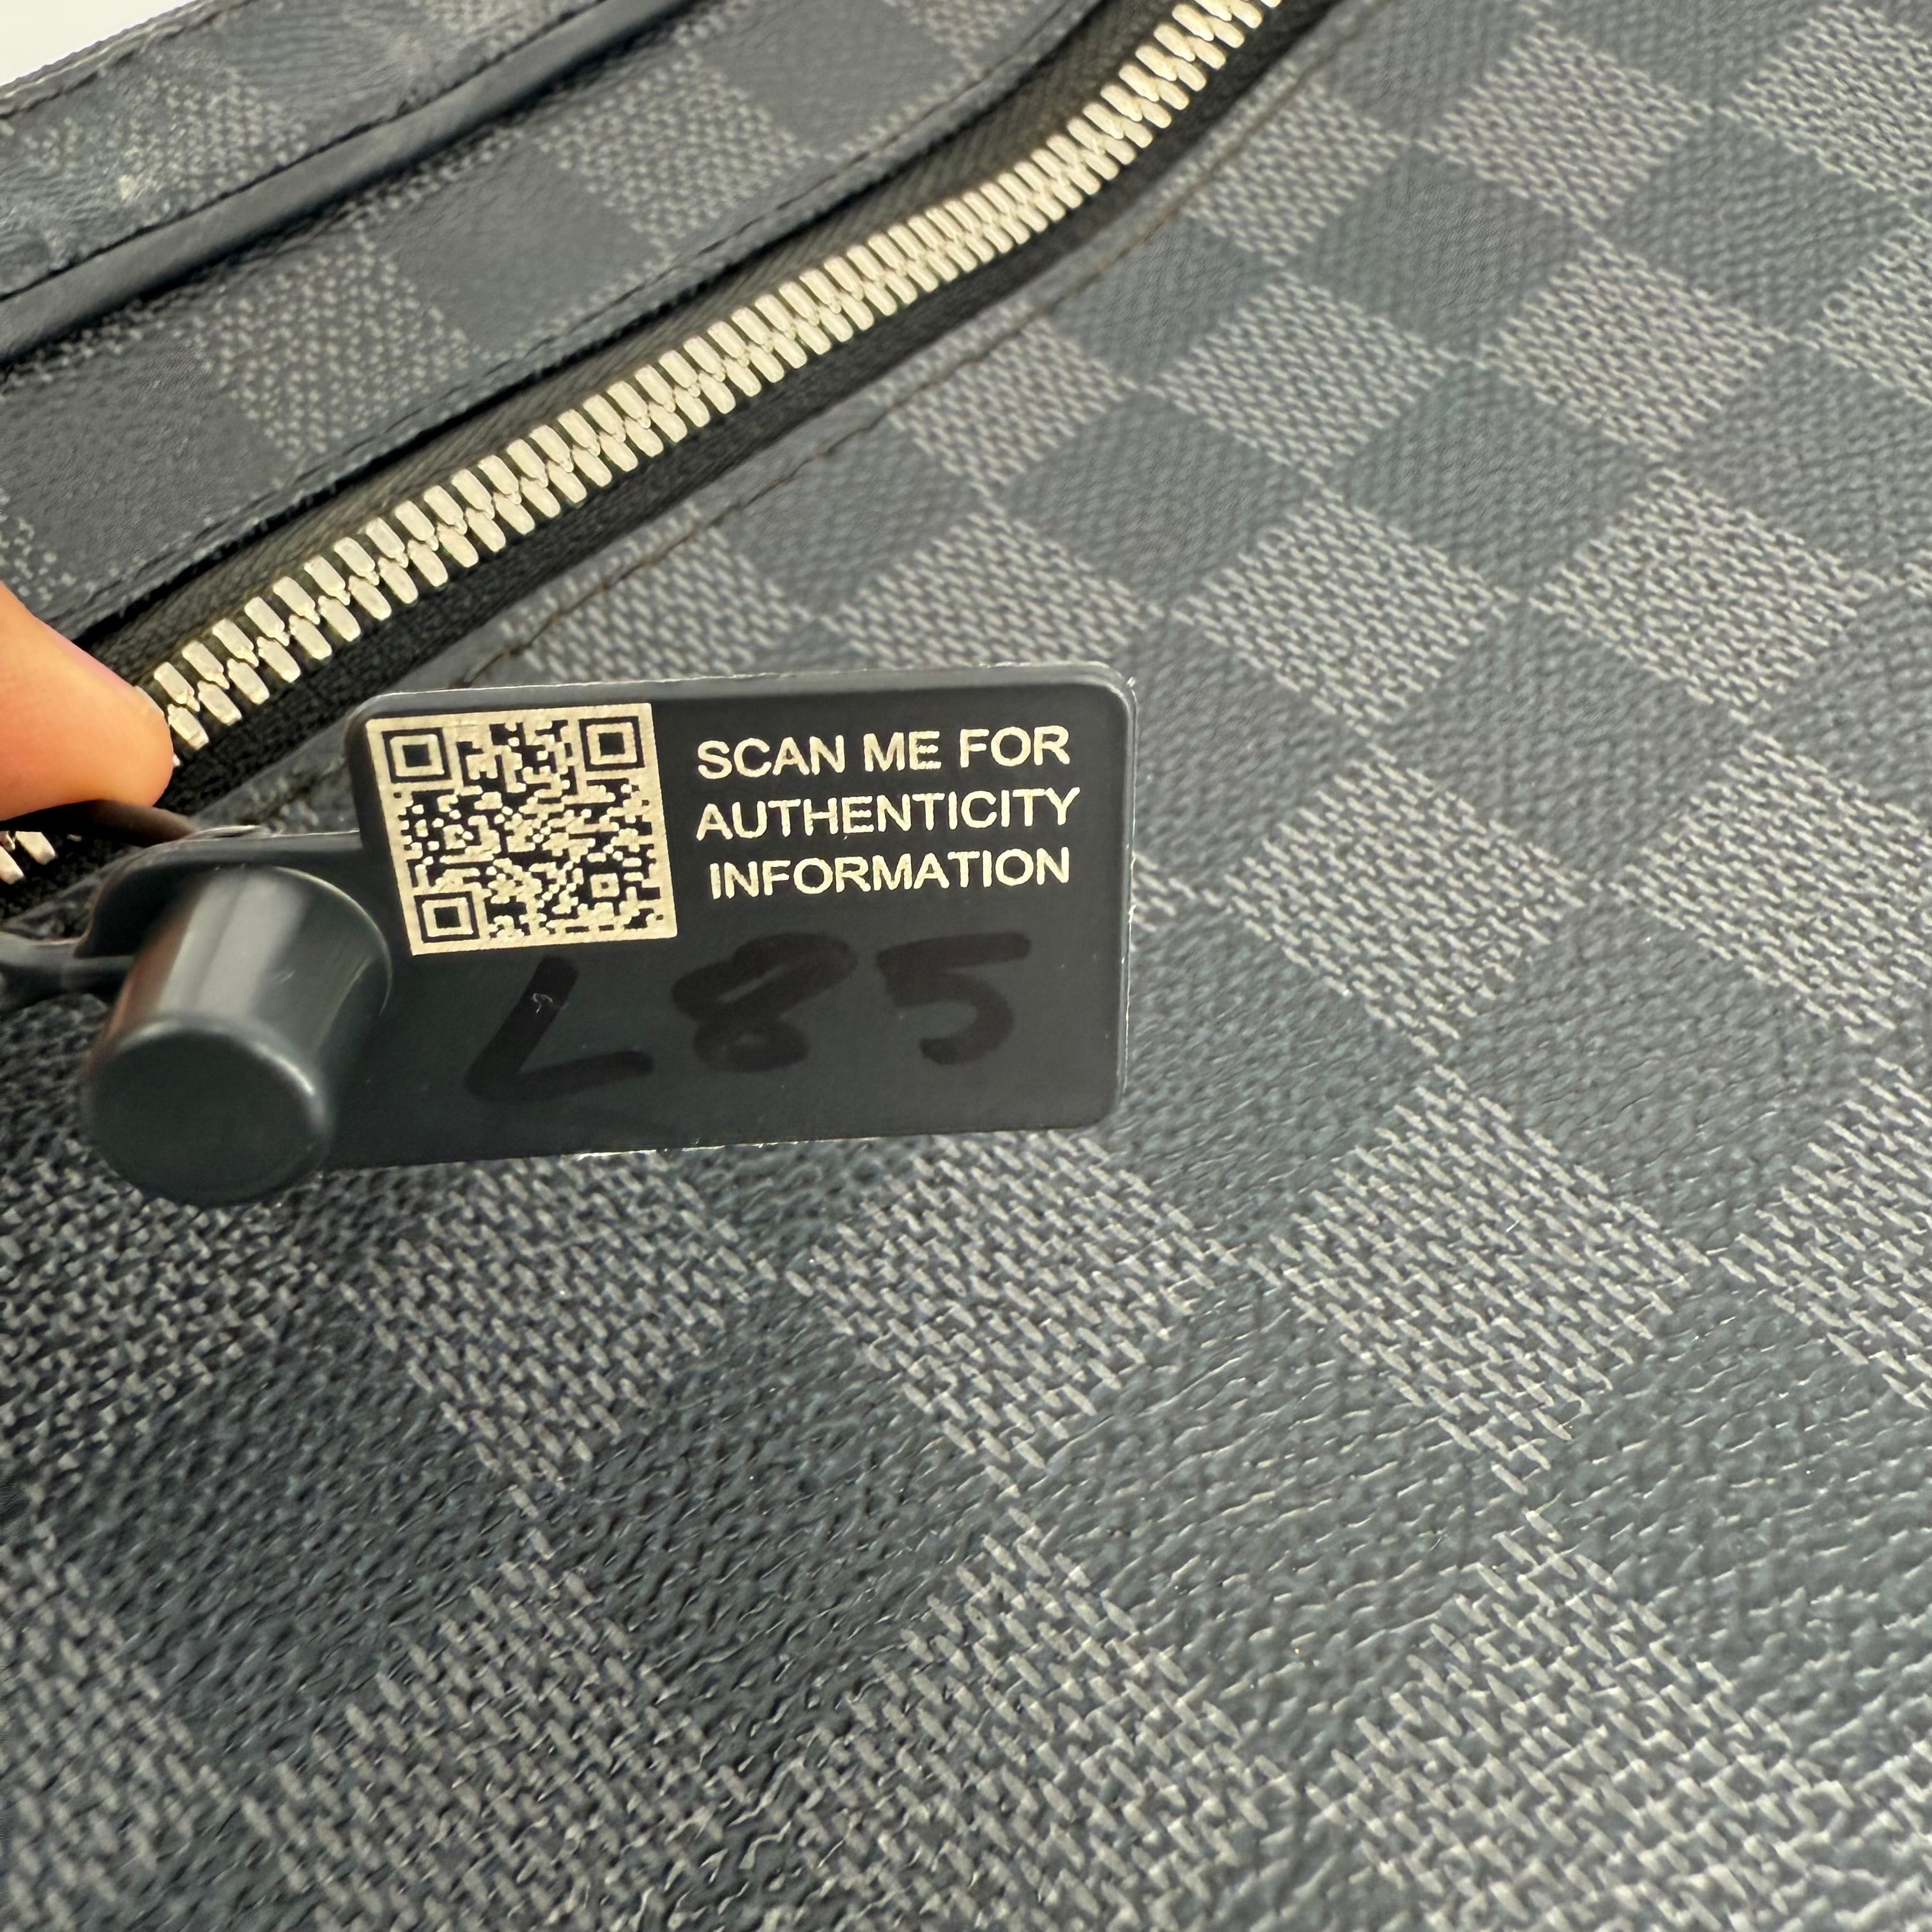 SCAN ME FOR
AUTHENTICITY
INFORMATION
L85